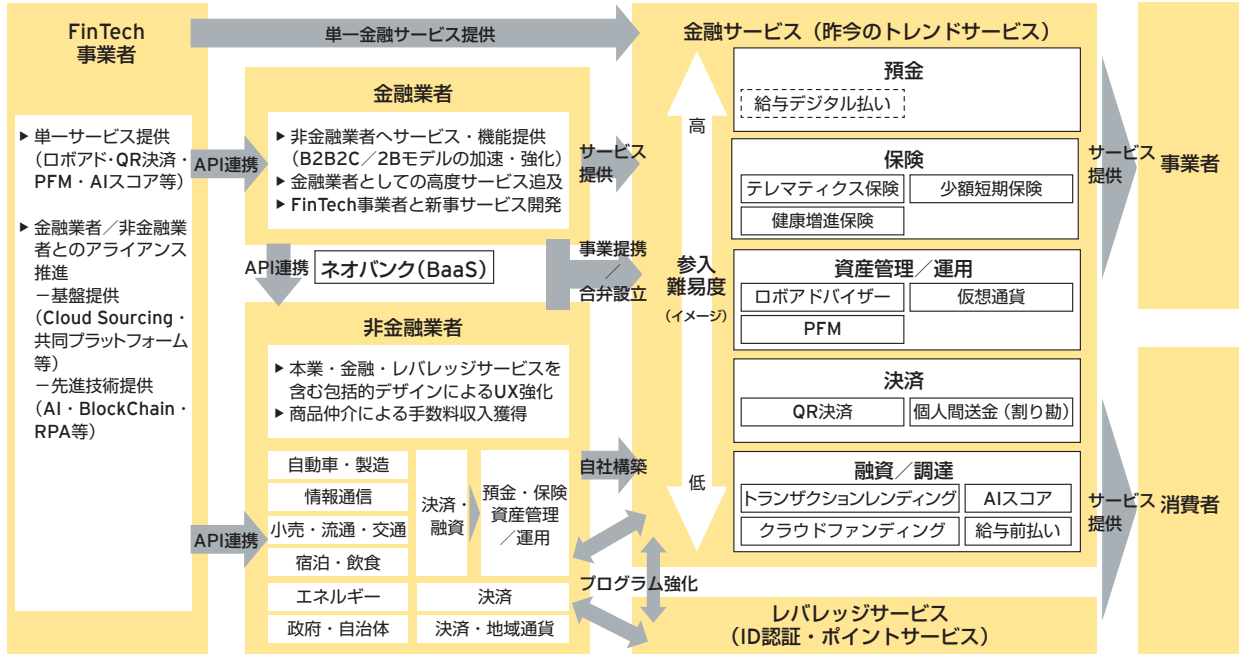 FinTech
事業者
▶ 単一サービス提供
(ロボアド・QR決済・
PFM・AIスコア等)
▶ 金融業者／非金融業
者とのアライアンス
推進
－基盤提供
(Cloud Sourcing・
共同プラットフォーム
等)
－先進技術提供
(AI・BlockChain・
RPA等)
単一金融サービス提供
API連携
金融業者
▶ 非金融業者へサービス・機能提供
(B2B2C／2Bモデルの加速・強化)
▶ 金融業者としての高度サービス追及
▶ FinTech事業者と新事サービス開発
サービス
提供
API連携
ネオバンク(BaaS)
事業提携
／
合弁設立
非金融業者
▶ 本業・金融・レバレッジサービスを
含む包括的デザインによるUX強化
▶ 商品仲介による手数料収入獲得
API連携
自動車・製造
情報通信
小売・流通・交通
宿泊・飲食
エネルギー
政府・自治体
決済・
融資
預金・保険
資産管理
／運用
決済
決済・地域通貨
自社構築
プログラム強化
金融サービス（昨今のトレンドサービス）
高
参入
難易度
（イメージ）
低
預金
給与デジタル払い
保険
テレマティクス保険
少額短期保険
健康増進保険
資産管理／運用
ロボアドバイザー
仮想通貨
PFM
決済
QR決済
個人間送金（割り勘）
融資／調達
トランザクションレンディング
AIスコア
クラウドファンディング
給与前払い
レバレッジサービス
（ID認証・ポイントサービス）
サービス
提供
事業者
サービス
提供
消費者